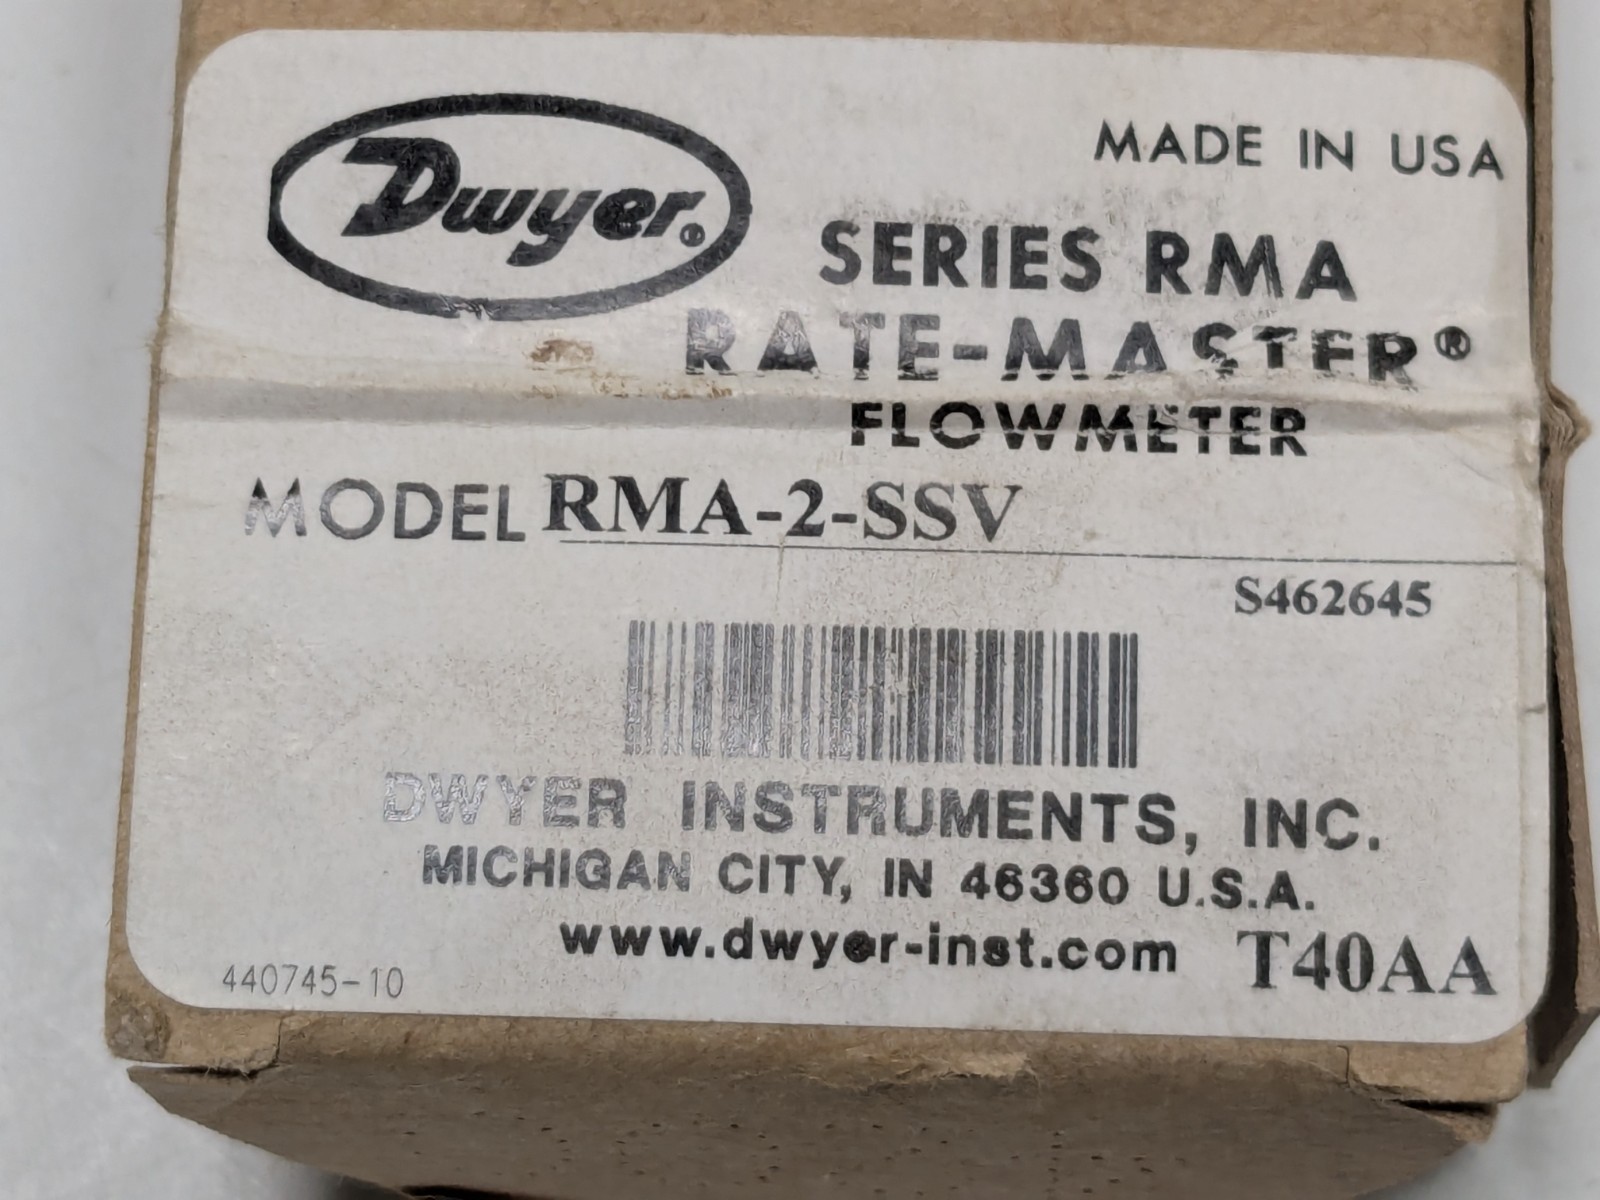 Dwyer®
MADE IN USA
SERIES RMA
RATE-MASTER®
FLOWMETER
MODEL RMA-2-SSV
S462645
DWYER INSTRUMENTS, INC.
MICHIGAN CITY, IN 46360 U.S.A.
www.dwyer-inst.com
T40AA
440745-10